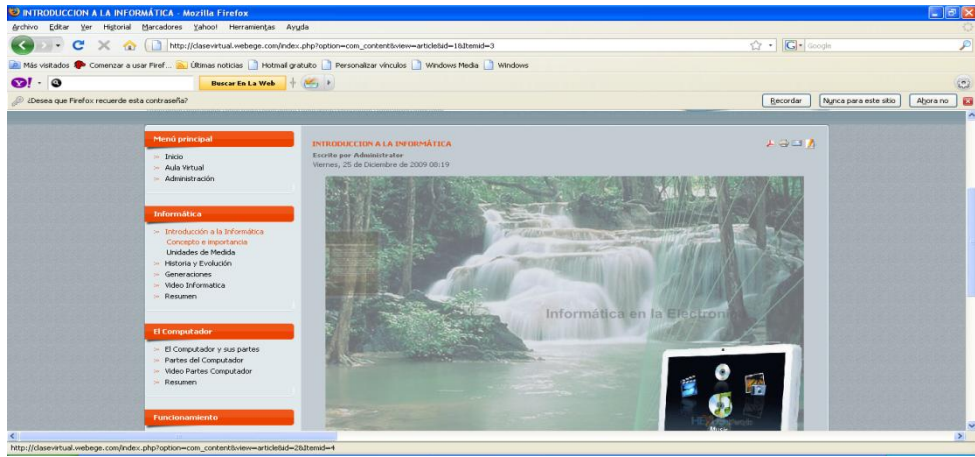 INTRODUCCION A LA INFORMÁTICA - Mozilla Firefox
Archivo Editar Ver Historial Marcadores Yahoo! Herramientas Ayuda
http://clasevirtual.webege.com/index.php?option=com_content&view=article&id=1&Itemid=3
Google
Más visitados Comenzar a usar Firef... Últimas noticias Hotmail gratuito Personalizar vínculos Windows Media Windows
Buscar En La Web
¿Desea que Firefox recuerde esta contraseña? Recordar Nunca para este sitio Ahora no
Menú principal
Inicio
Aula Virtual
Administración
Informática
Introducción a la Informática
Concepto e importancia
Unidades de Medida
Historia y Evolución
Generaciones
Video Informatica
Resumen
El Computador
El Computador y sus partes
Partes del Computador
Video Partes Computador
Resumen
Funcionamiento
INTRODUCCION A LA INFORMÁTICA
Escrito por Administrator
Viernes, 25 de Diciembre de 2009 08:19
Informática en la
Music
http://clasevirtual.webege.com/index.php?option=com_content&view=article&id=2&Itemid=4